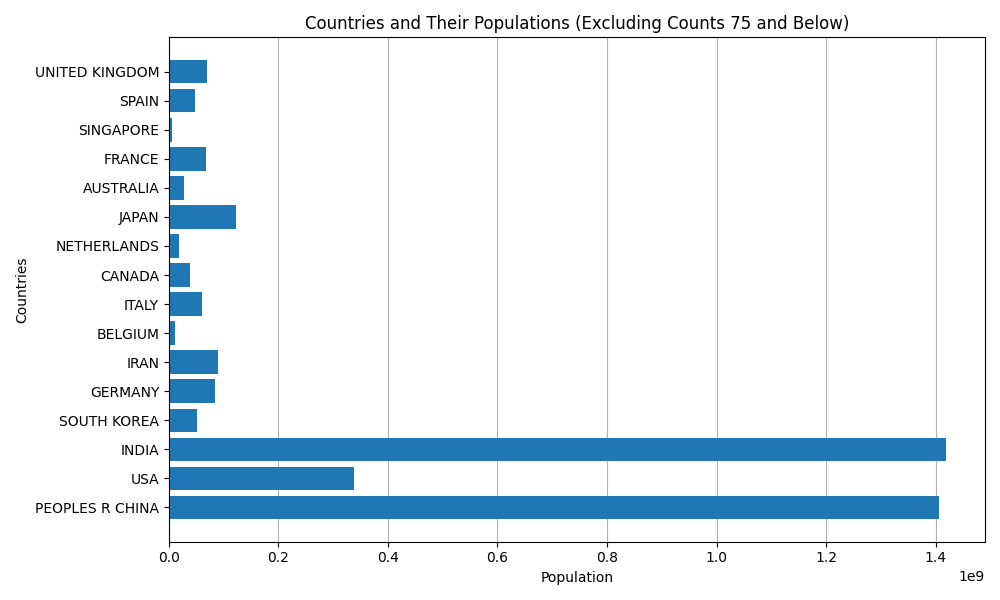 Countries and Their Populations (Excluding Counts 75 and Below)
Countries
UNITED KINGDOM
SPAIN
SINGAPORE
FRANCE
AUSTRALIA
JAPAN
NETHERLANDS
CANADA
ITALY
BELGIUM
IRAN
GERMANY
SOUTH KOREA
INDIA
USA
PEOPLES R CHINA
0.0 0.2 0.4 0.6 0.8 1.0 1.2 1.4
1e9
Population